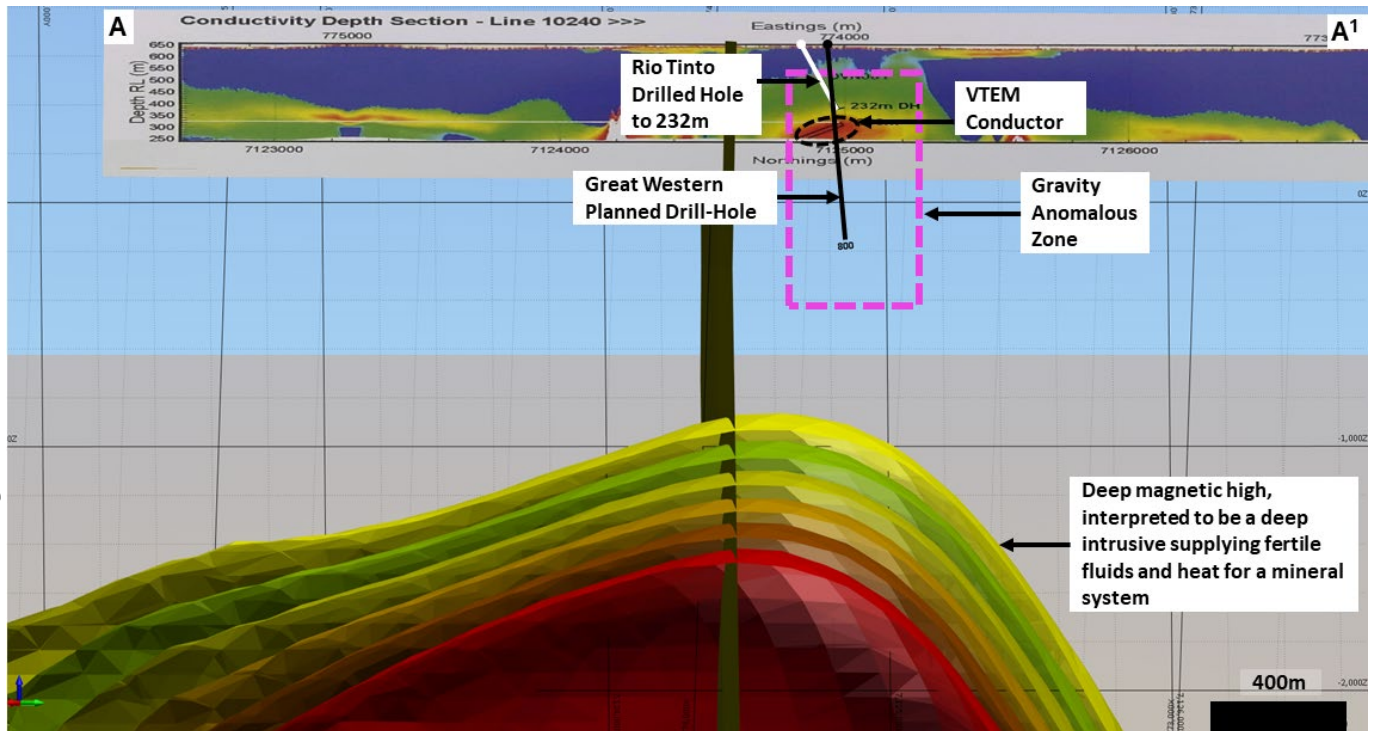 A
Conductivity Depth Section - Line 10240 >>>
Eastings (m)
A1
775000
774000
773
Depth RL (m)
650
600
550
500
450
400
350
300
250
Rio Tinto
Drilled Hole
to 232m
232m DH
VTEM
Conductor
7123000
7124000
7125000
7126000
Northings (m)
Great Western
Planned Drill-Hole
Gravity
Anomalous
Zone
800
0Z
-1,000Z
Deep magnetic high,
interpreted to be a deep
intrusive supplying fertile
fluids and heat for a mineral
system
-2,000Z
400m